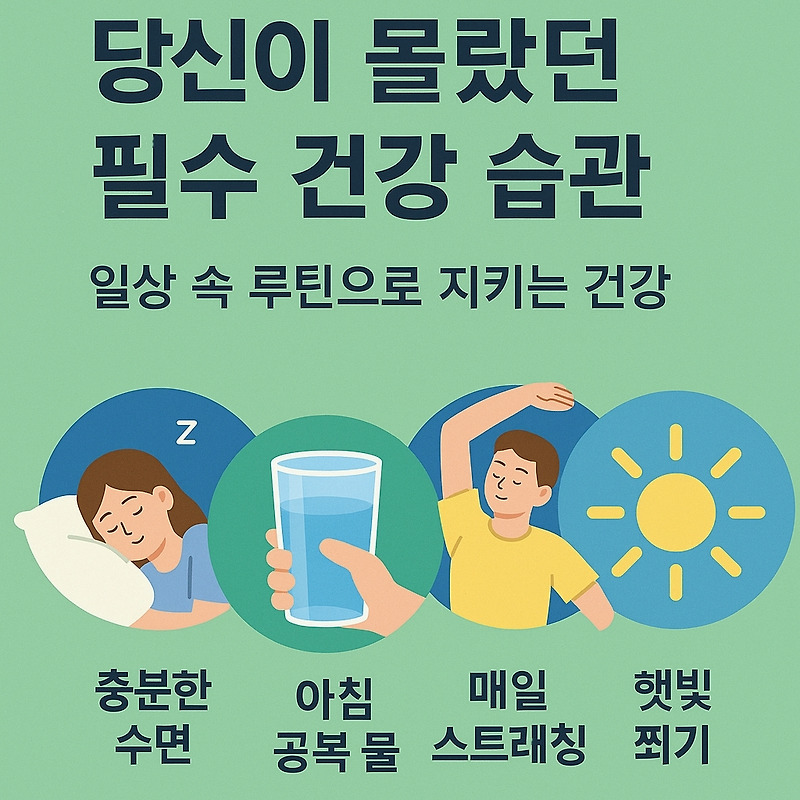 당신이 몰랐던
필수 건강 습관
일상 속 루틴으로 지키는 건강
z
충분한
수면
아침
공복 물
매일
스트래칭
햇빛
쬐기